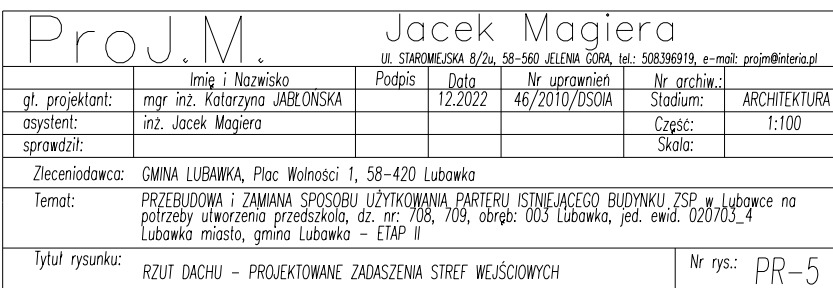 ProJ.M. Jacek Magiera
Ul. STAROMIEJSKA 8/2u, 58-560 JELENIA GÓRA, tel.: 508396919, e-mail: projm@interia.pl
Imię i Nazwisko Podpis Data Nr uprawnień Nr archiw.:
gł. projektant: mgr inż. Katarzyna JABŁOŃSKA 12.2022 46/2010/DSOIA Stadium: ARCHITEKTURA
asystent: inż. Jacek Magiera Część: 1:100
sprawdził: Skala:
Zleceniodawca: GMINA LUBAWKA, Plac Wolności 1, 58-420 Lubawka
Temat: PRZEBUDOWA i ZAMIANA SPOSOBU UŻYTKOWANIA PARTERU ISTNIEJĄCEGO BUDYNKU ZSP w Lubawce na
potrzeby utworzenia przedszkola, dz. nr: 708, 709, obręb: 003 Lubawka, jed. ewid. 020703_4
Lubawka miasto, gmina Lubawka – ETAP II
Tytuł rysunku: RZUT DACHU – PROJEKTOWANE ZADASZENIA STREF WEJŚCIOWYCH Nr rys.: PR-5